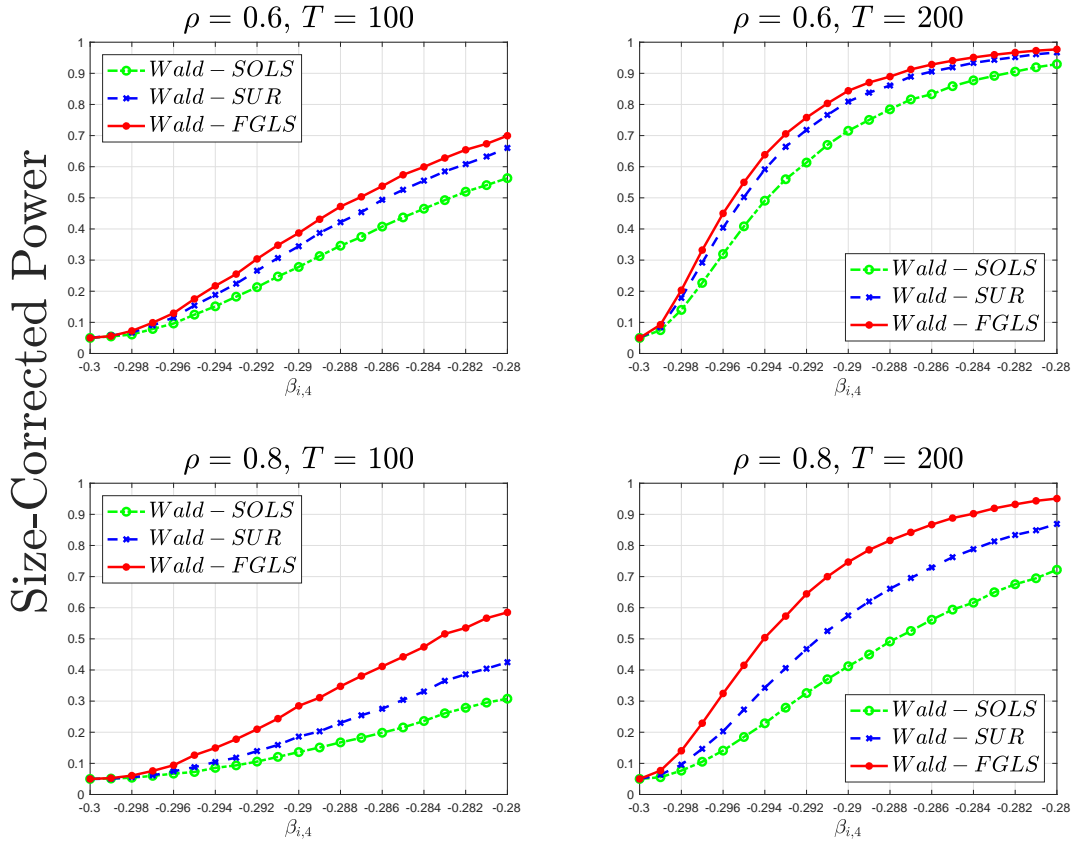 Size-Corrected Power
ρ = 0.6, T = 100
1
0.9
0.8
0.7
0.6
0.5
0.4
0.3
0.2
0.1
0
Wald − SOLS
Wald − SUR
Wald − FGLS
-0.3 -0.298 -0.296 -0.294 -0.292 -0.29 -0.288 -0.286 -0.284 -0.282 -0.28
β_{i,4}
ρ = 0.6, T = 200
1
0.9
0.8
0.7
0.6
0.5
0.4
0.3
0.2
0.1
0
Wald − SOLS
Wald − SUR
Wald − FGLS
-0.3 -0.298 -0.296 -0.294 -0.292 -0.29 -0.288 -0.286 -0.284 -0.282 -0.28
β_{i,4}
ρ = 0.8, T = 100
1
0.9
0.8
0.7
0.6
0.5
0.4
0.3
0.2
0.1
0
Wald − SOLS
Wald − SUR
Wald − FGLS
-0.3 -0.298 -0.296 -0.294 -0.292 -0.29 -0.288 -0.286 -0.284 -0.282 -0.28
β_{i,4}
ρ = 0.8, T = 200
1
0.9
0.8
0.7
0.6
0.5
0.4
0.3
0.2
0.1
0
Wald − SOLS
Wald − SUR
Wald − FGLS
-0.3 -0.298 -0.296 -0.294 -0.292 -0.29 -0.288 -0.286 -0.284 -0.282 -0.28
β_{i,4}